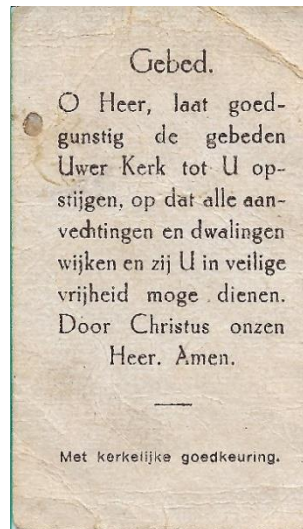 Gebed.
O Heer, laat goed-
gunstig de gebeden
Uwer Kerk tot U op-
stijgen, op dat alle aan-
vechtingen en dwalingen
wijken en zij U in veilige
vrijheid moge dienen.
Door Christus onzen
Heer. Amen.
Met kerkelijke goedkeuring.